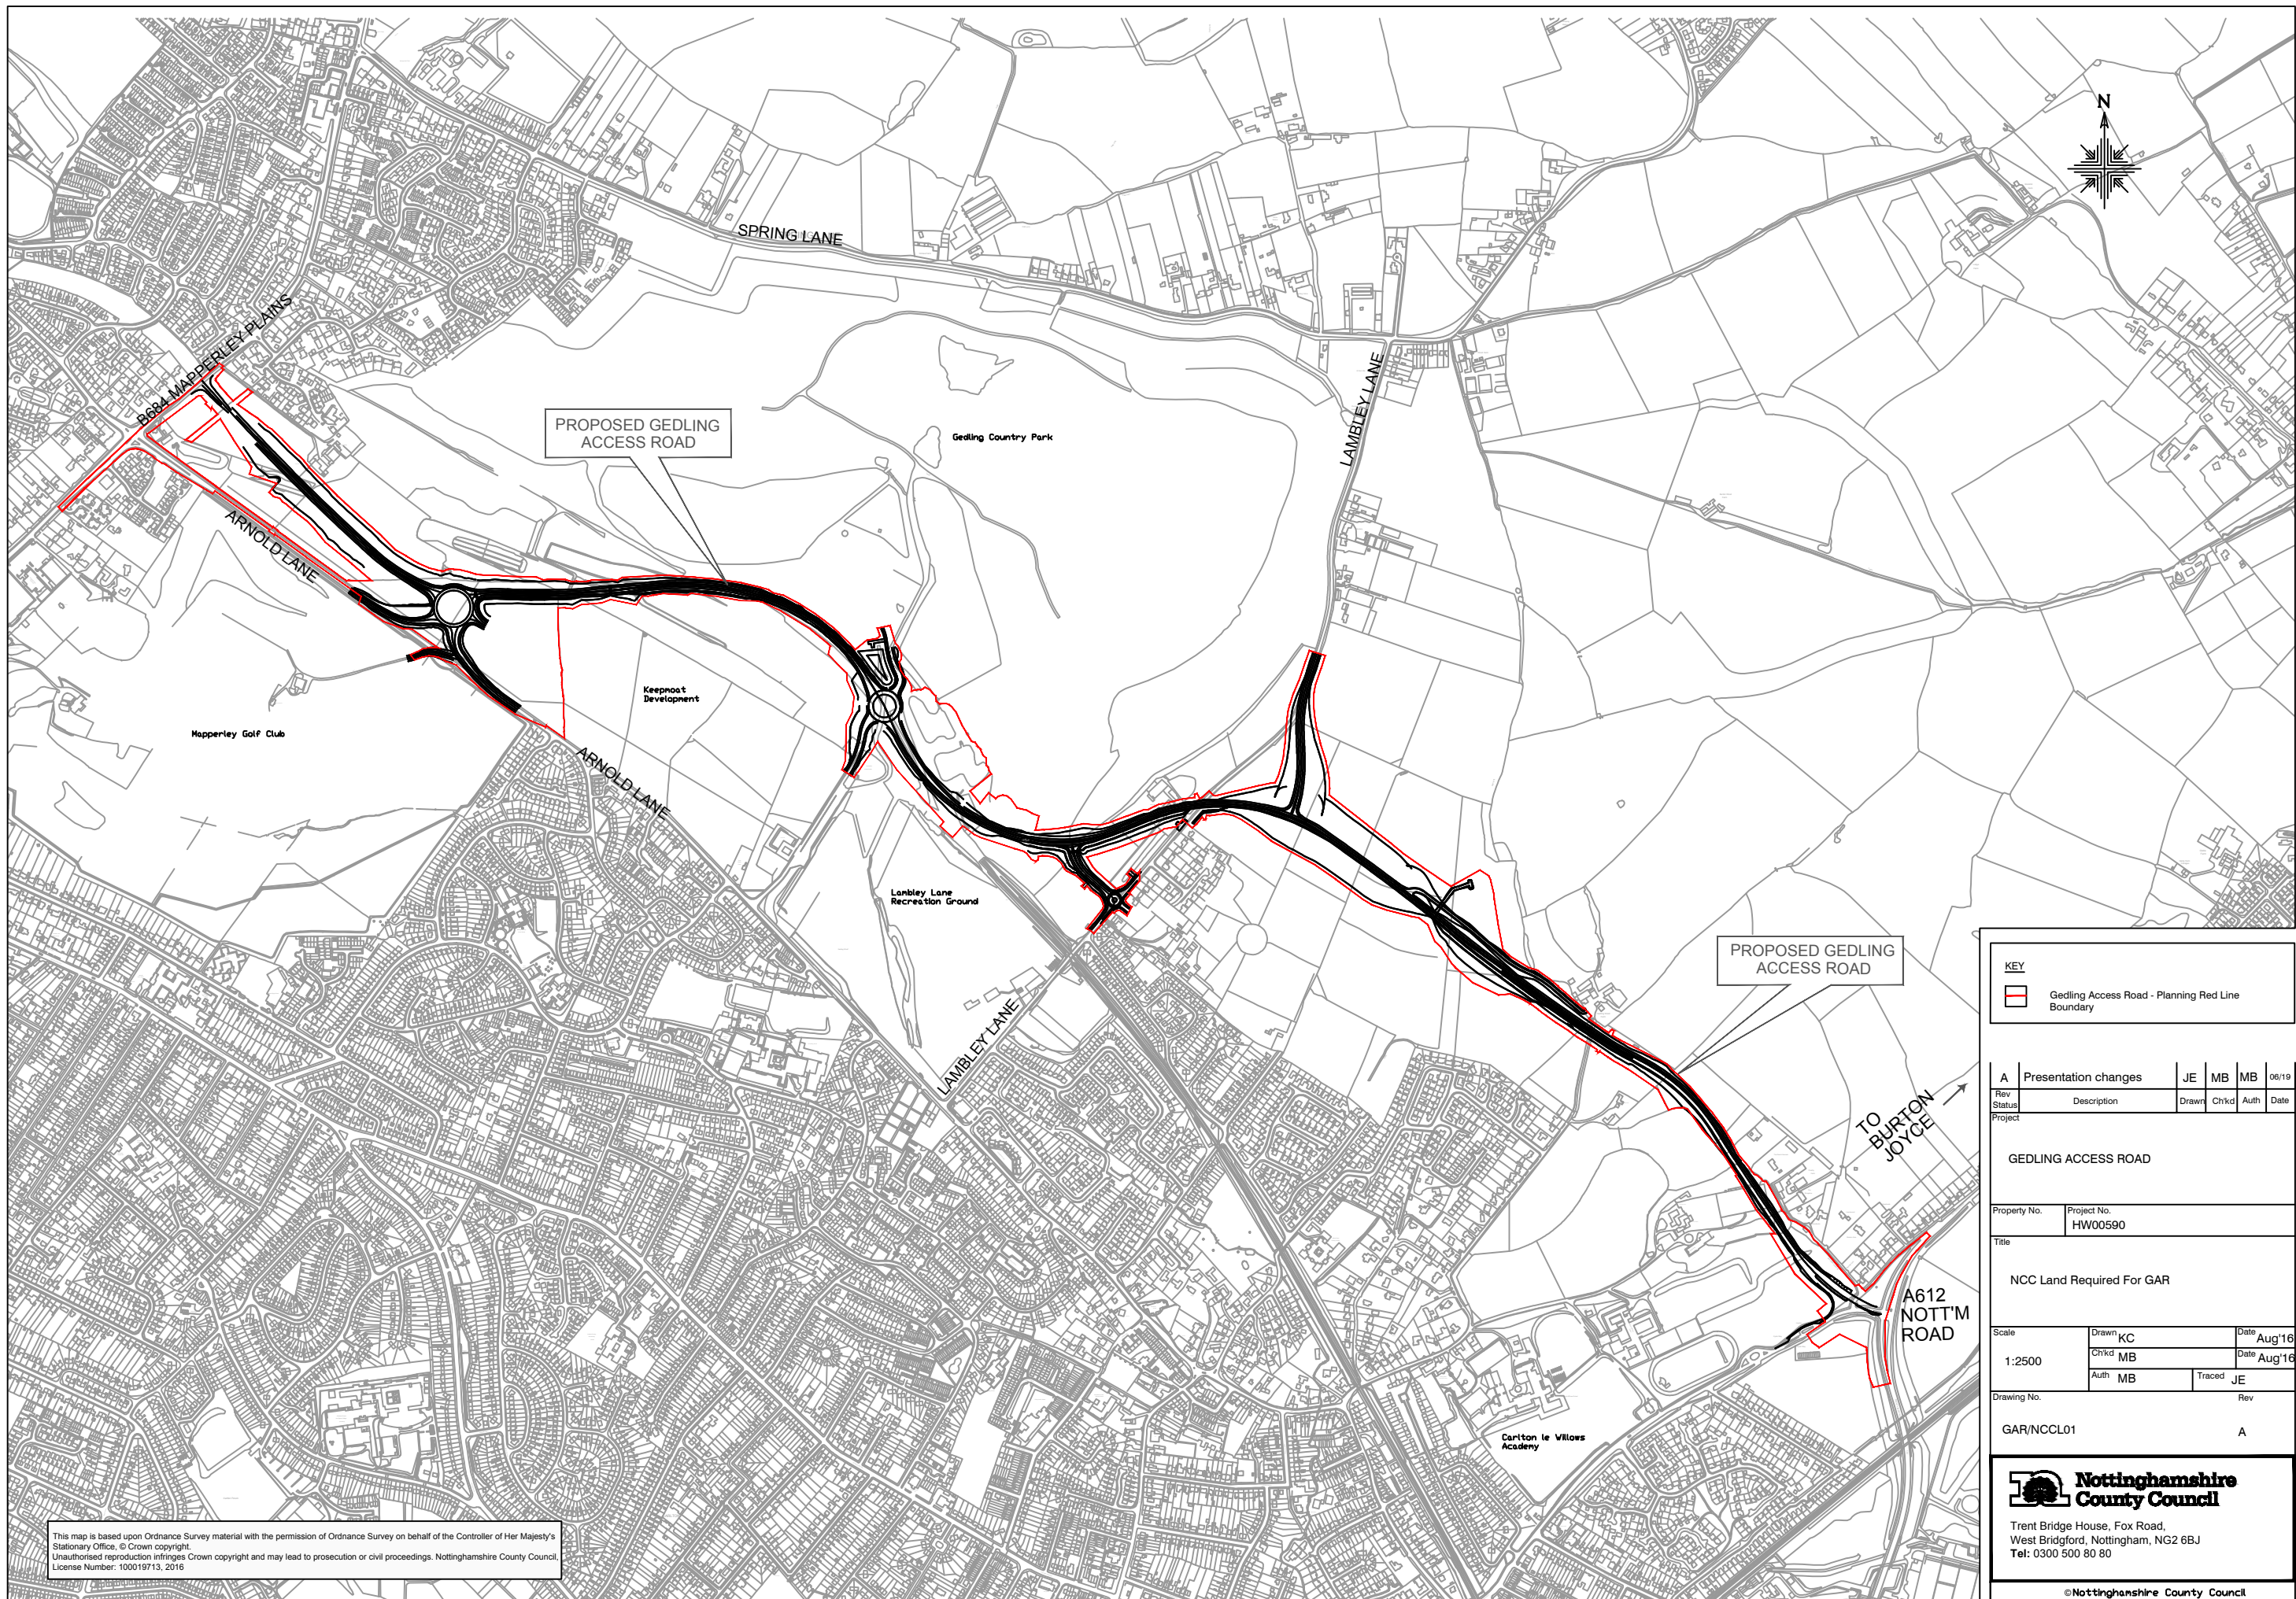 N
SPRING LANE
B684 MAPPERLEY PLAINS
PROPOSED GEDLING
ACCESS ROAD
Gedling Country Park
LAMBLEY LANE
ARNOLD LANE
Keepmoat
Development
Mapperley Golf Club
ARNOLD LANE
Lambley Lane
Recreation Ground
LAMBLEY LANE
PROPOSED GEDLING
ACCESS ROAD
TO
BURTON
JOYCE
A612
NOTT'M
ROAD
Carlton le Willows
Academy
This map is based upon Ordnance Survey material with the permission of Ordnance Survey on behalf of the Controller of Her Majesty's
Stationary Office, © Crown copyright.
Unauthorised reproduction infringes Crown copyright and may lead to prosecution or civil proceedings. Nottinghamshire County Council,
License Number: 100019713, 2016
KEY
Gedling Access Road - Planning Red Line
Boundary
A Presentation changes JE MB MB 06/19
Rev Status Description Drawn Ch'kd Auth Date
Project
GEDLING ACCESS ROAD
Property No. Project No.
HW00590
Title
NCC Land Required For GAR
Scale Drawn KC Date Aug'16
1:2500 Ch'kd MB Date Aug'16
Auth MB Traced JE
Drawing No. Rev
GAR/NCCL01 A
Nottinghamshire
County Council
Trent Bridge House, Fox Road,
West Bridgford, Nottingham, NG2 6BJ
Tel: 0300 500 80 80
©Nottinghamshire County Council